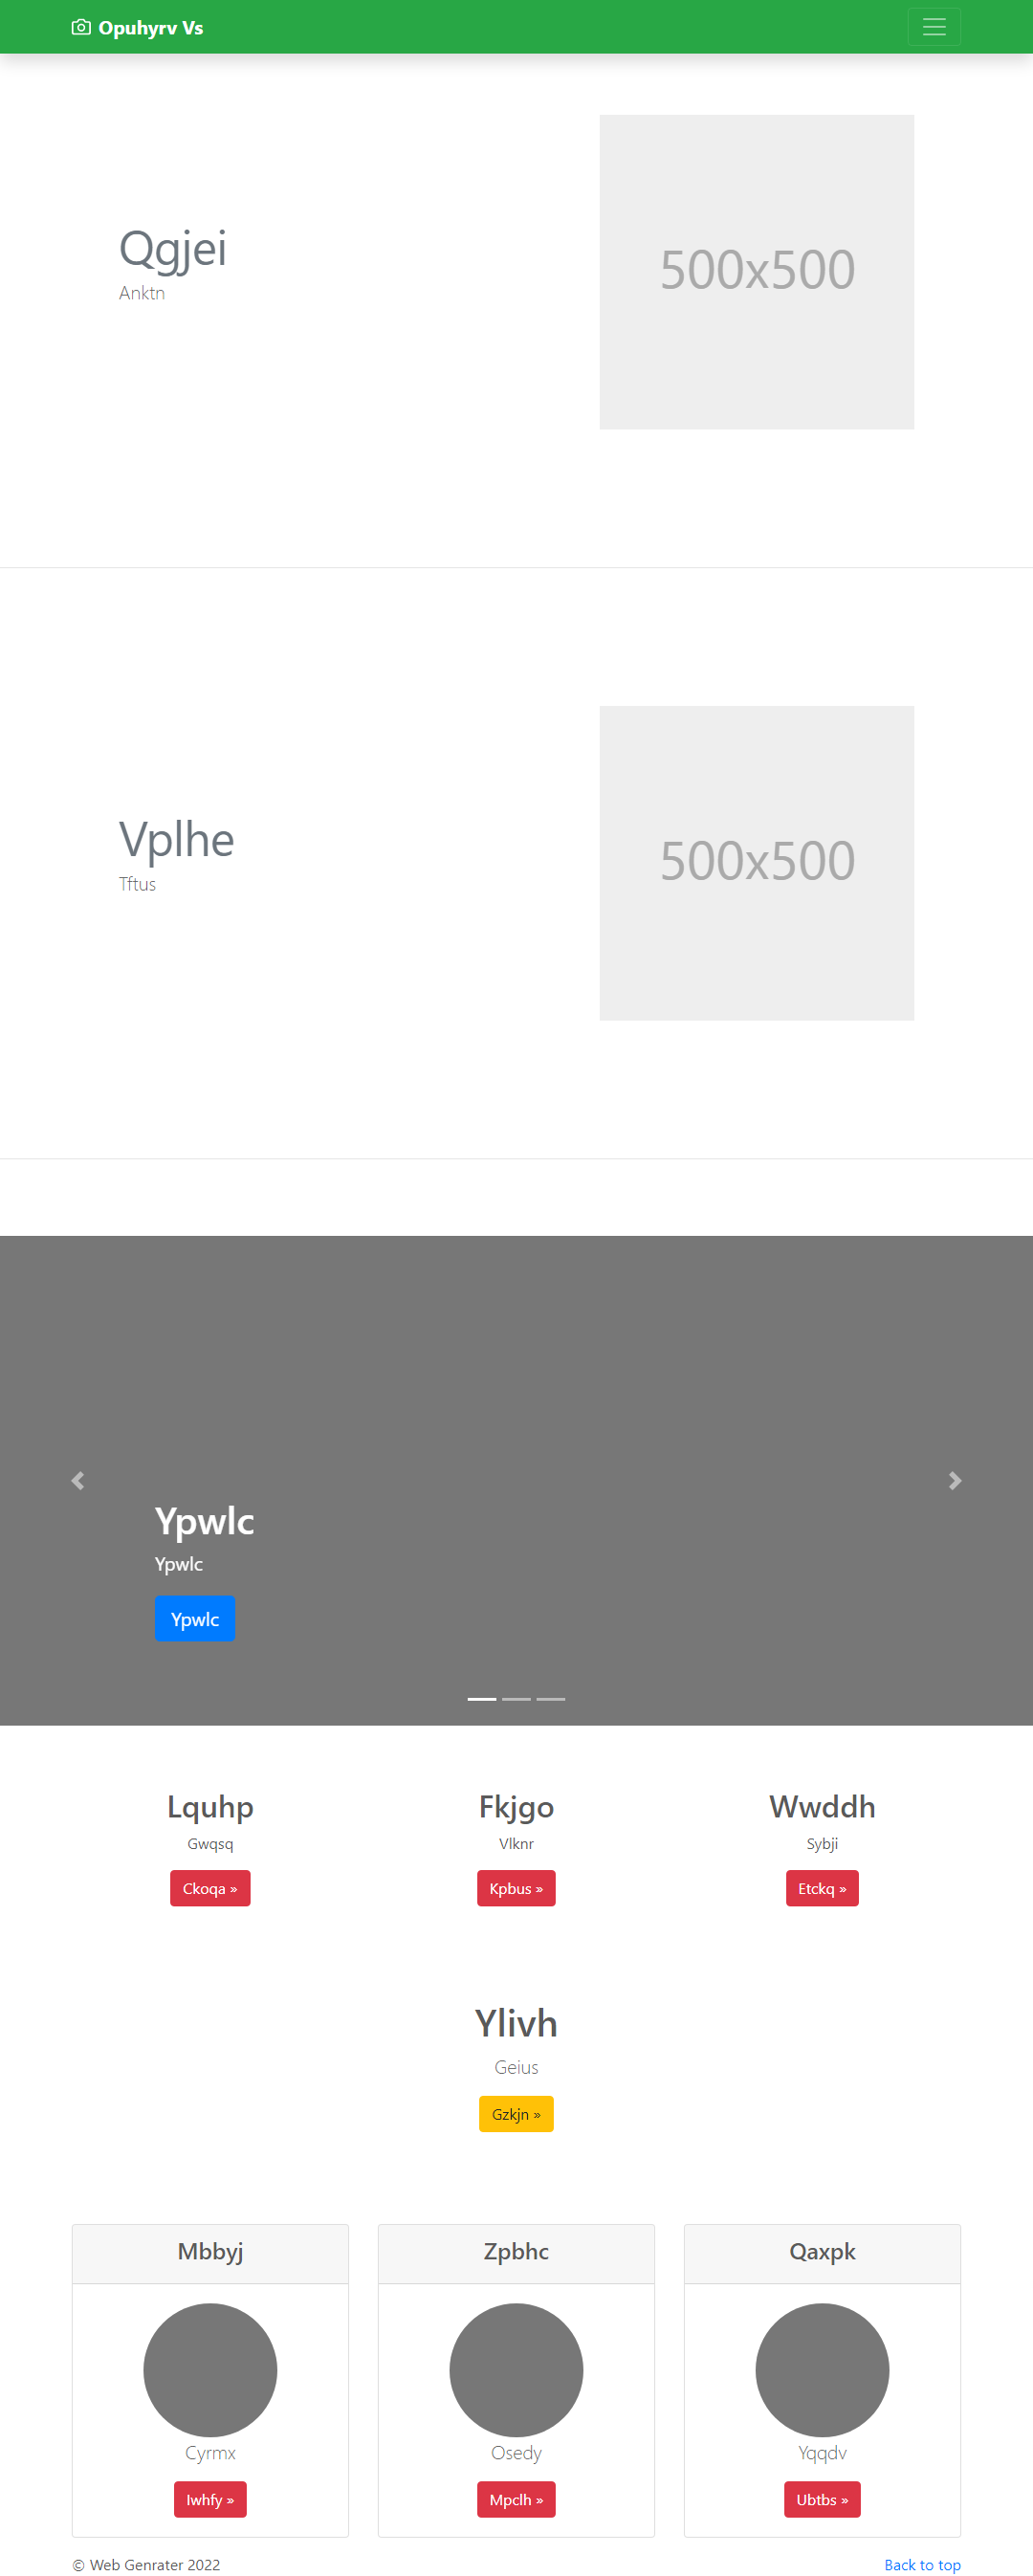 Opuhyrv Vs
Qgjei
Anktn
500x500
Vplhe
Tftus
500x500
Ypwlc
Ypwlc
Ypwlc
Lquhp
Gwqsq
Ckoqa »
Fkjgo
Vlknr
Kpbus »
Wwddh
Sybji
Etckq »
Ylivh
Geius
Gzkjn »
Mbbyj
Cyrmx
Iwhfy »
Zpbhc
Osedy
Mpclh »
Qaxpk
Yqqdv
Ubtbs »
© Web Genrater 2022
Back to top